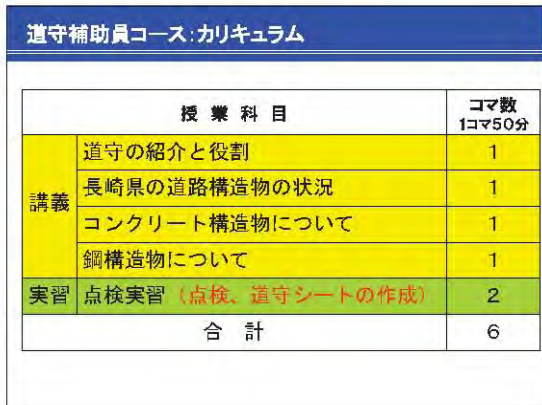 道守補助員コース:カリキュラム
授業科目 コマ数
1コマ50分
講義 道守の紹介と役割 1
長崎県の道路構造物の状況 1
コンクリート構造物について 1
鋼構造物について 1
実習 点検実習(点検、道守シートの作成) 2
合計 6